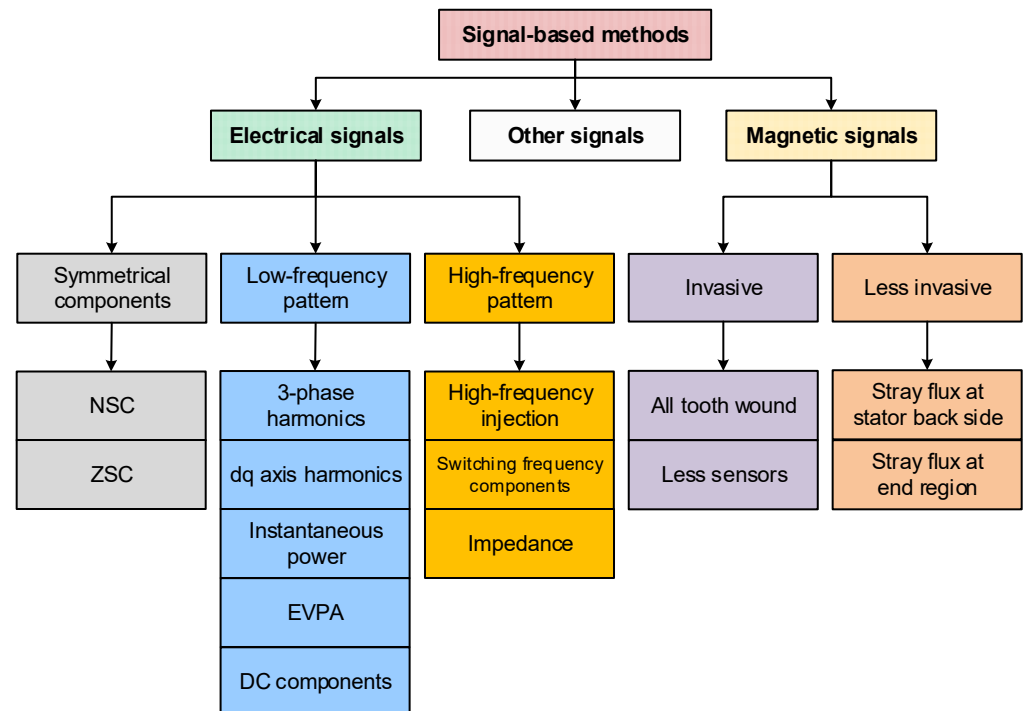 Signal-based methods
Electrical signals
Other signals
Magnetic signals
Symmetrical
components
Low-frequency
pattern
High-frequency
pattern
Invasive
Less invasive
NSC
ZSC
3-phase
harmonics
dq axis harmonics
Instantaneous
power
EVPA
DC components
High-frequency
injection
Switching frequency
components
Impedance
All tooth wound
Less sensors
Stray flux at
stator back side
Stray flux at
end region